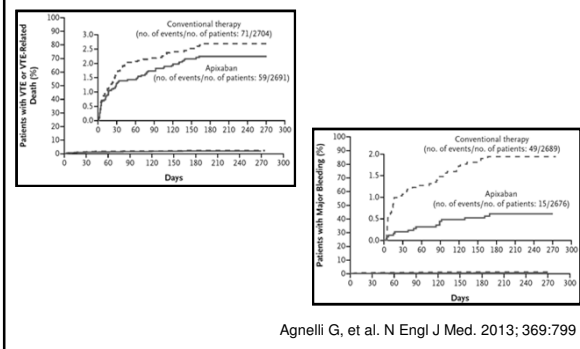 Patients with VTE or VTE-Related
Death (%)
100
90
80
70
60
50
40
30
20
10
0
3.0
2.5
2.0
1.5
1.0
0.5
0.0
Conventional therapy
(no. of events/no. of patients: 71/2704)
Apixaban
(no. of events/no. of patients: 59/2691)
0 30 60 90 120 150 180 210 240 270 300
0 30 60 90 120 150 180 210 240 270 300
Days
Patients with Major Bleeding (%)
100
90
80
70
60
50
40
30
20
10
0
2.0
1.5
1.0
0.5
0.0
Conventional therapy
(no. of events/no. of patients: 49/2689)
Apixaban
(no. of events/no. of patients: 15/2676)
0 30 60 90 120 150 180 210 240 270 300
0 30 60 90 120 150 180 210 240 270 300
Days
Agnelli G, et al. N Engl J Med. 2013; 369:799